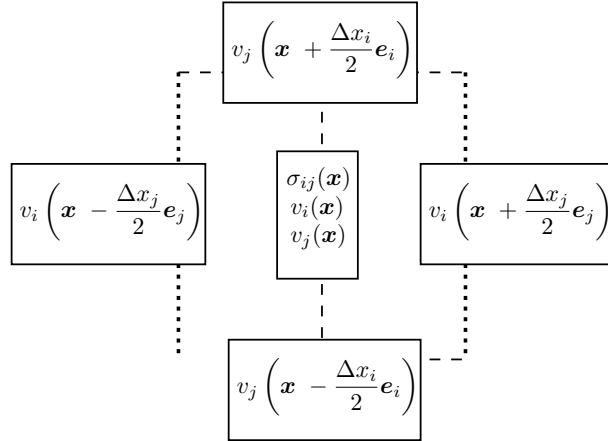 v_j (x + Δx_i/2 e_i)
v_i (x − Δx_j/2 e_j)
σ_ij(x)
v_i(x)
v_j(x)
v_i (x + Δx_j/2 e_j)
v_j (x − Δx_i/2 e_i)